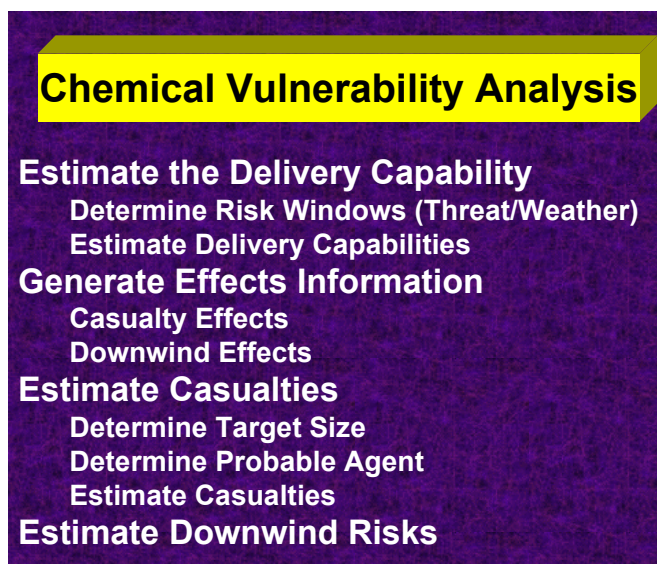 Chemical Vulnerability Analysis
Estimate the Delivery Capability
Determine Risk Windows (Threat/Weather)
Estimate Delivery Capabilities
Generate Effects Information
Casualty Effects
Downwind Effects
Estimate Casualties
Determine Target Size
Determine Probable Agent
Estimate Casualties
Estimate Downwind Risks